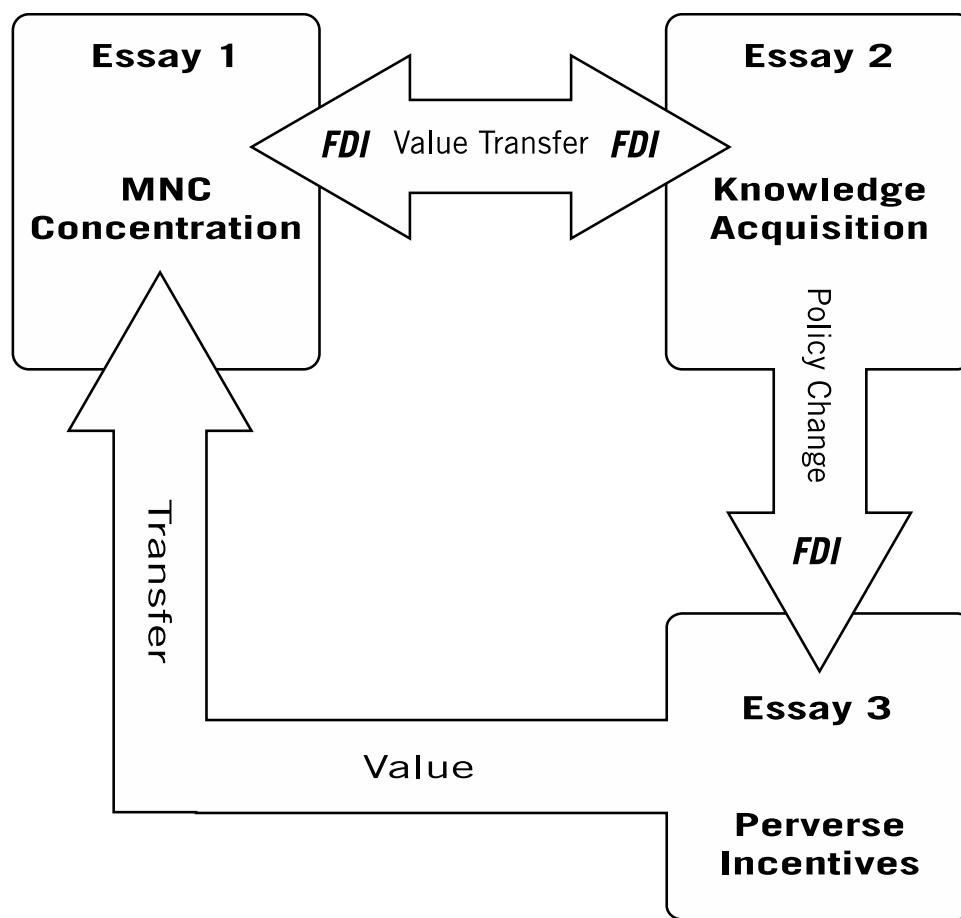 Essay 1
MNC
Concentration
FDI Value Transfer FDI
Essay 2
Knowledge
Acquisition
Policy Change
FDI
Essay 3
Perverse
Incentives
Value
Transfer